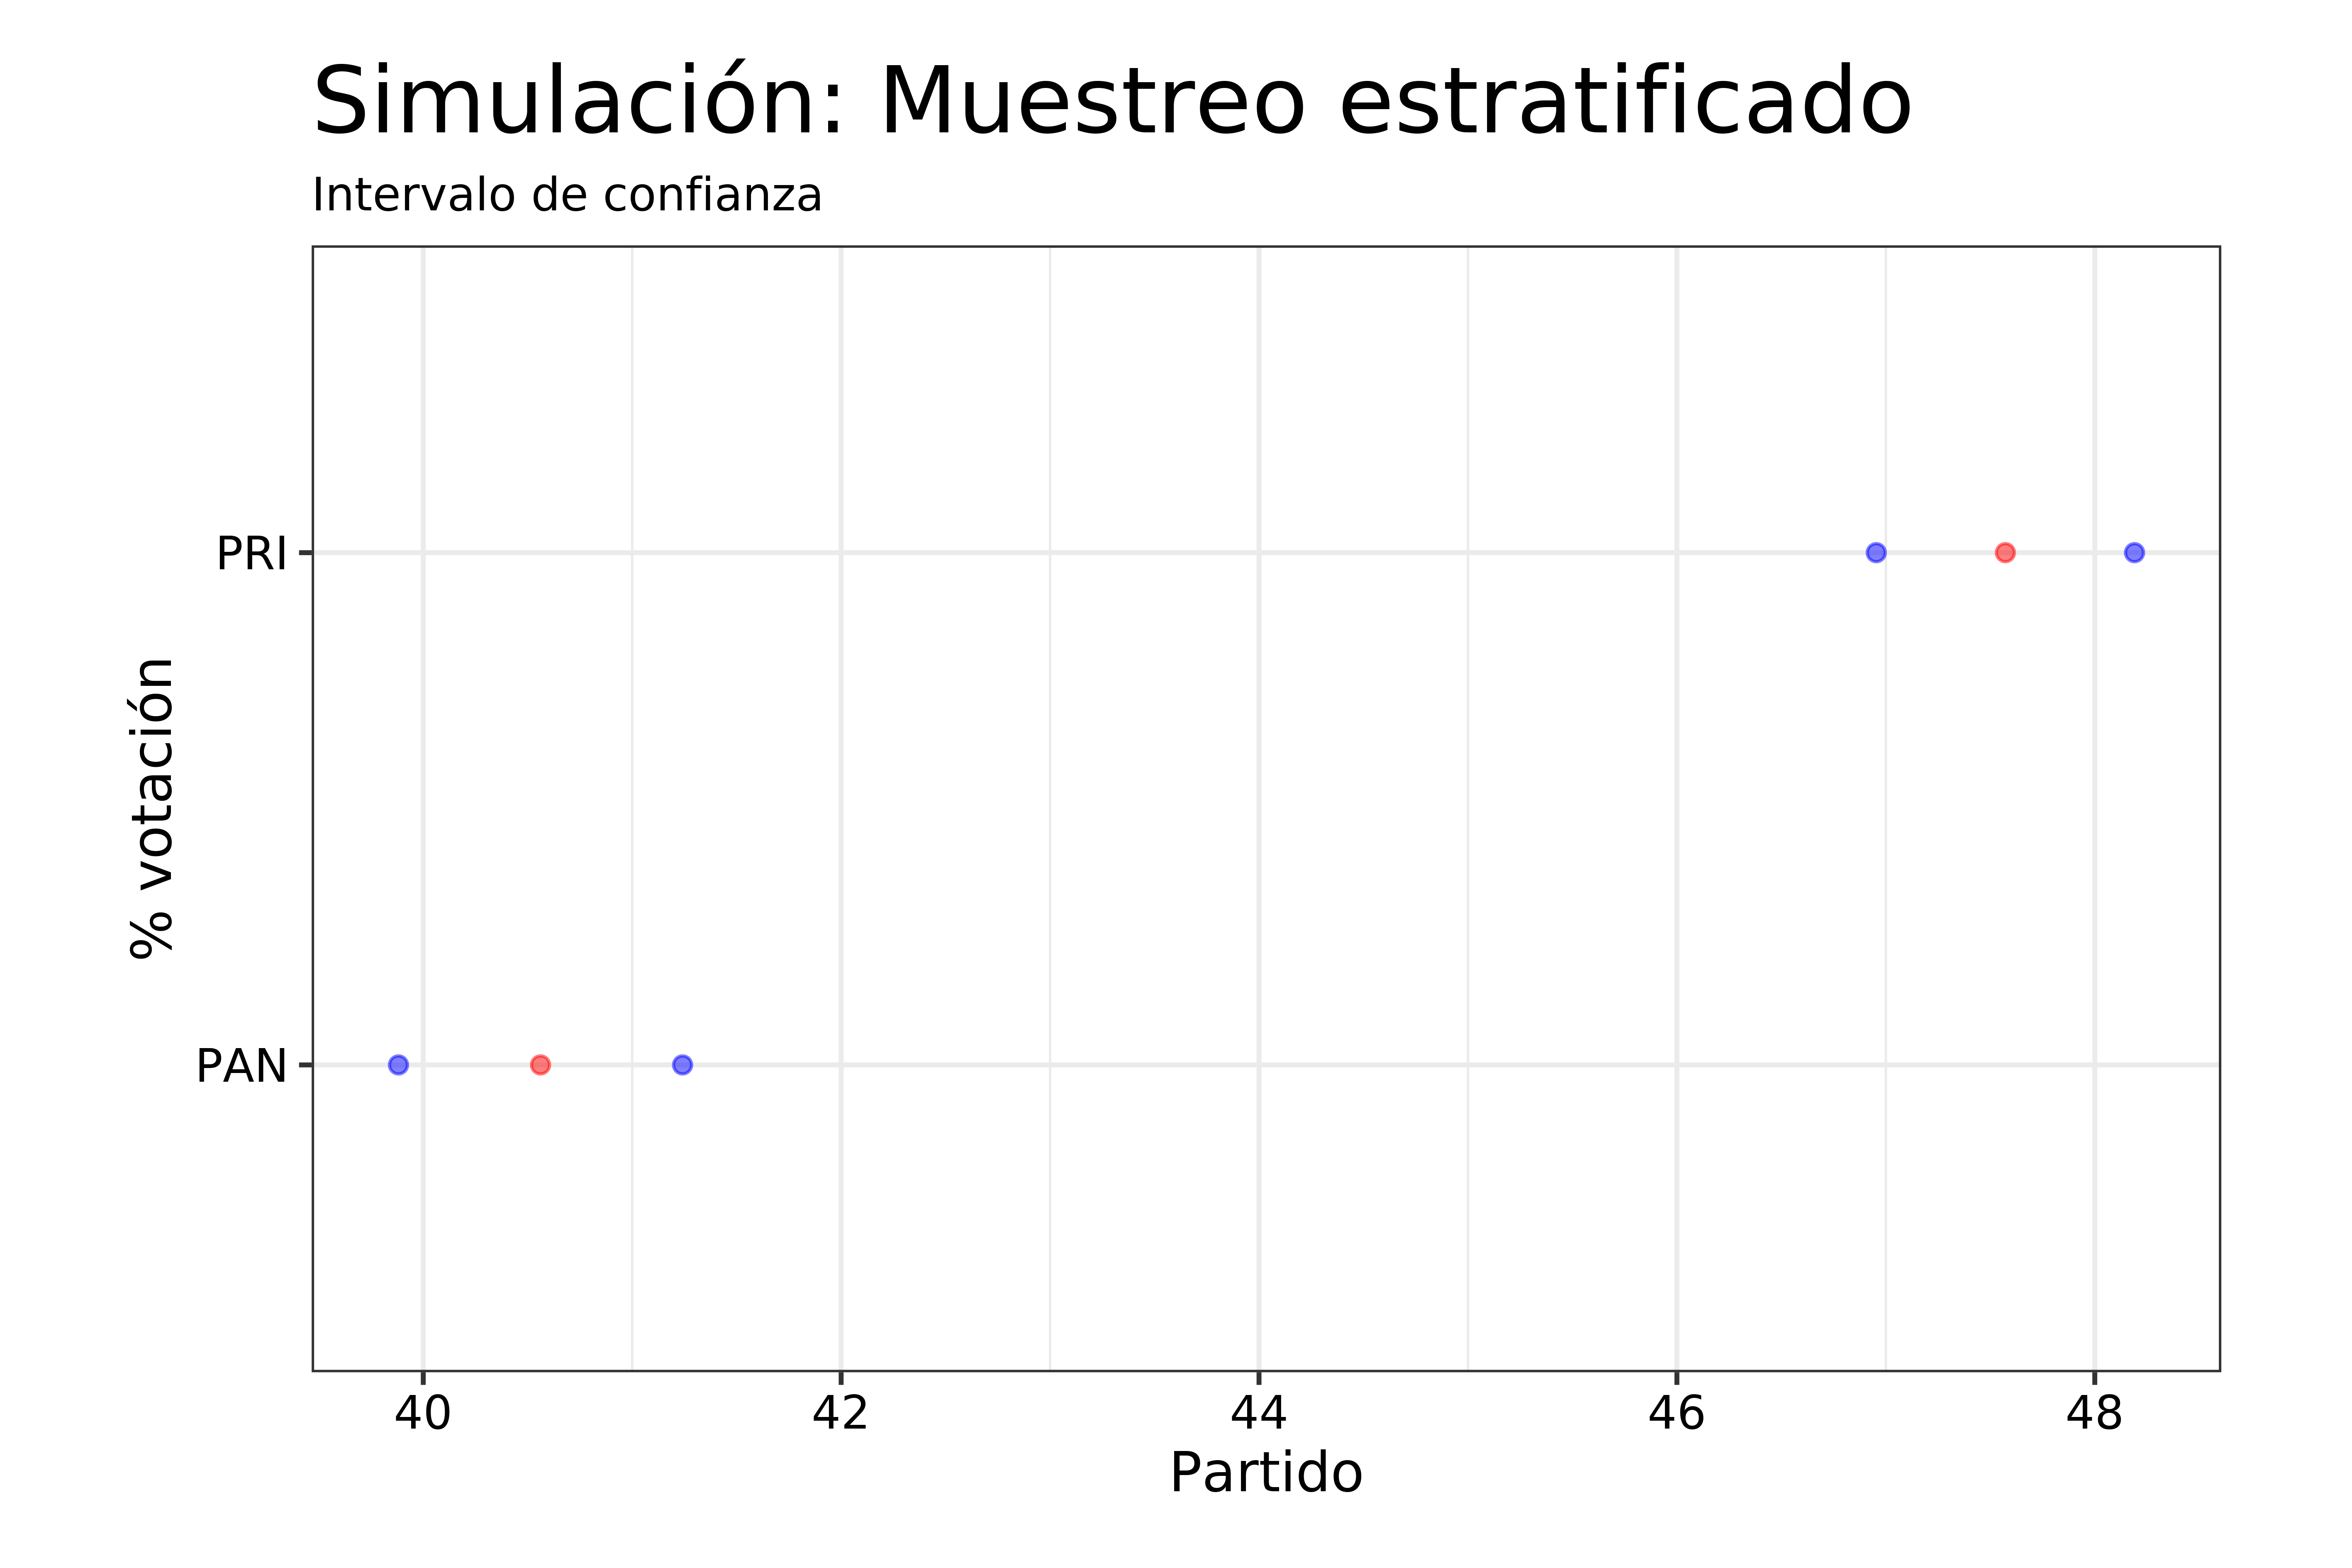 Simulación: Muestreo estratificado
Intervalo de confianza
% votación
PRI
PAN
40 42 44 46 48
Partido